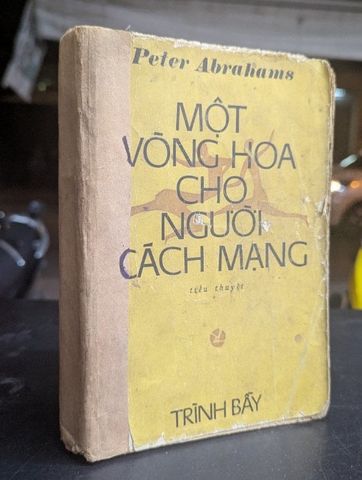 Peter Abrahams
MỘT
VÒNG HOA
CHO
NGƯỜI
CÁCH MẠNG
tiểu thuyết
TRÌNH BẦY